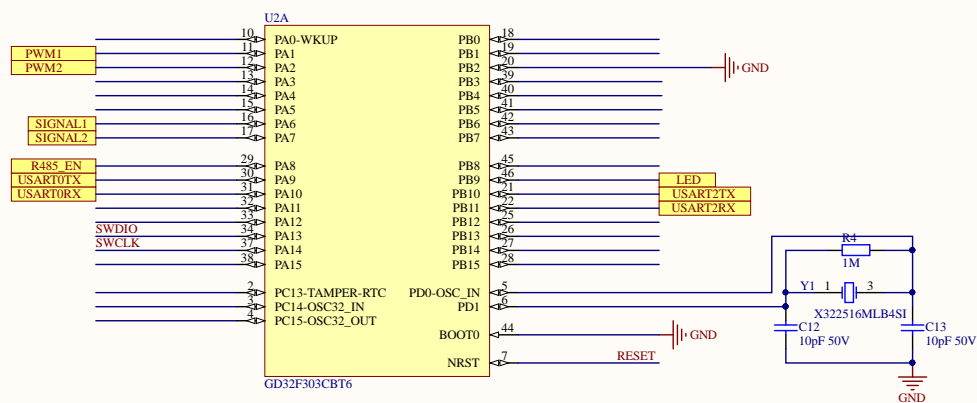 U2A
10 PA0-WKUP PB0 18
PWM1 11 PA1 PB1 19
PWM2 12 PA2 PB2 20 GND
13 PA3 PB3 39
14 PA4 PB4 40
15 PA5 PB5 41
SIGNAL1 16 PA6 PB6 42
SIGNAL2 17 PA7 PB7 43
R485_EN 29 PA8 PB8 45
USART0TX 30 PA9 PB9 46 LED
USART0RX 31 PA10 PB10 21 USART2TX
32 PA11 PB11 22 USART2RX
33 PA12 PB12 25
SWDIO 34 PA13 PB13 26
SWCLK 37 PA14 PB14 27
38 PA15 PB15 28
R4
1M
2 PC13-TAMPER-RTC PD0-OSC_IN 5
Y1 1 3
3 PC14-OSC32_IN PD1 6
X322516MLB4SI
4 PC15-OSC32_OUT
C12 C13
10pF 50V 10pF 50V
BOOT0 44 GND
NRST 7 RESET
GD32F303CBT6
GND